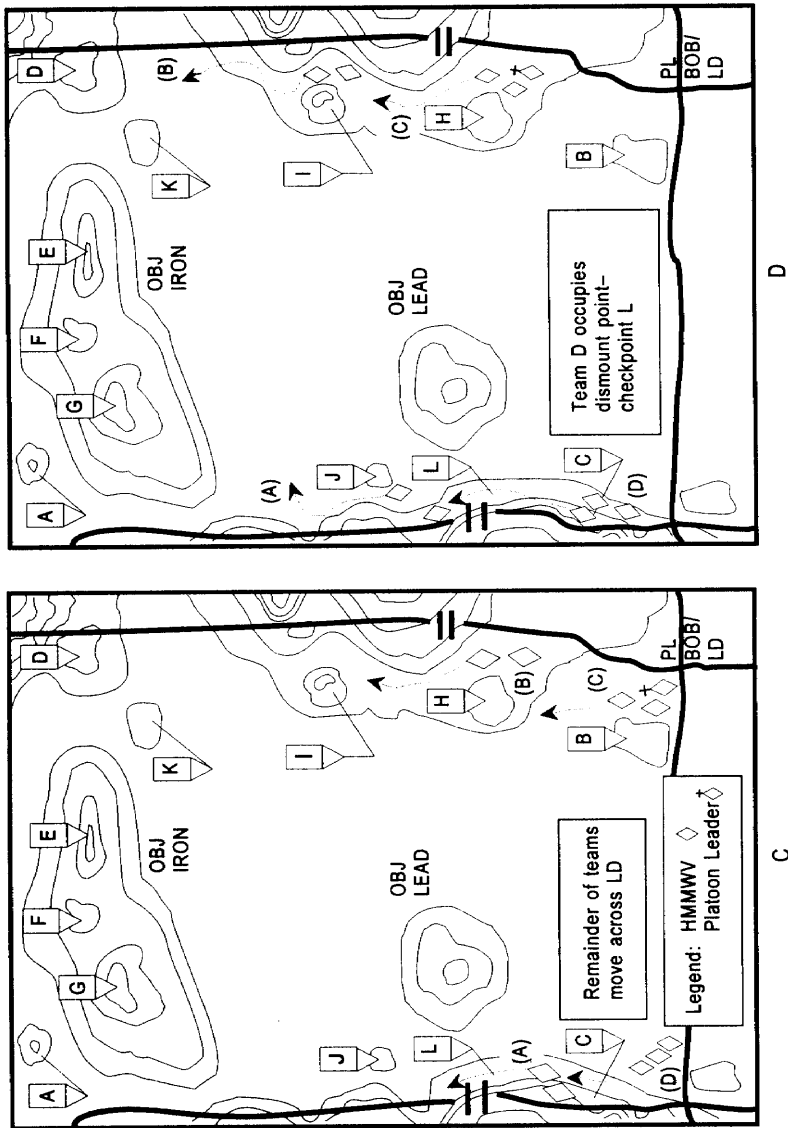 A
G
F
E
D
K
OBJ
IRON
I
J
OBJ
LEAD
L
H
(A)
(B)
C
Remainder of teams
move across LD
B
(C)
(D)
PL
BOB/
LD
Legend: HMMWV
Platoon Leader
C
A
G
F
E
D
(B)
K
OBJ
IRON
(A)
I
J
OBJ
LEAD
(C)
L
H
C
Team D occupies
dismount point–
checkpoint L
B
(D)
PL
BOB/
LD
D